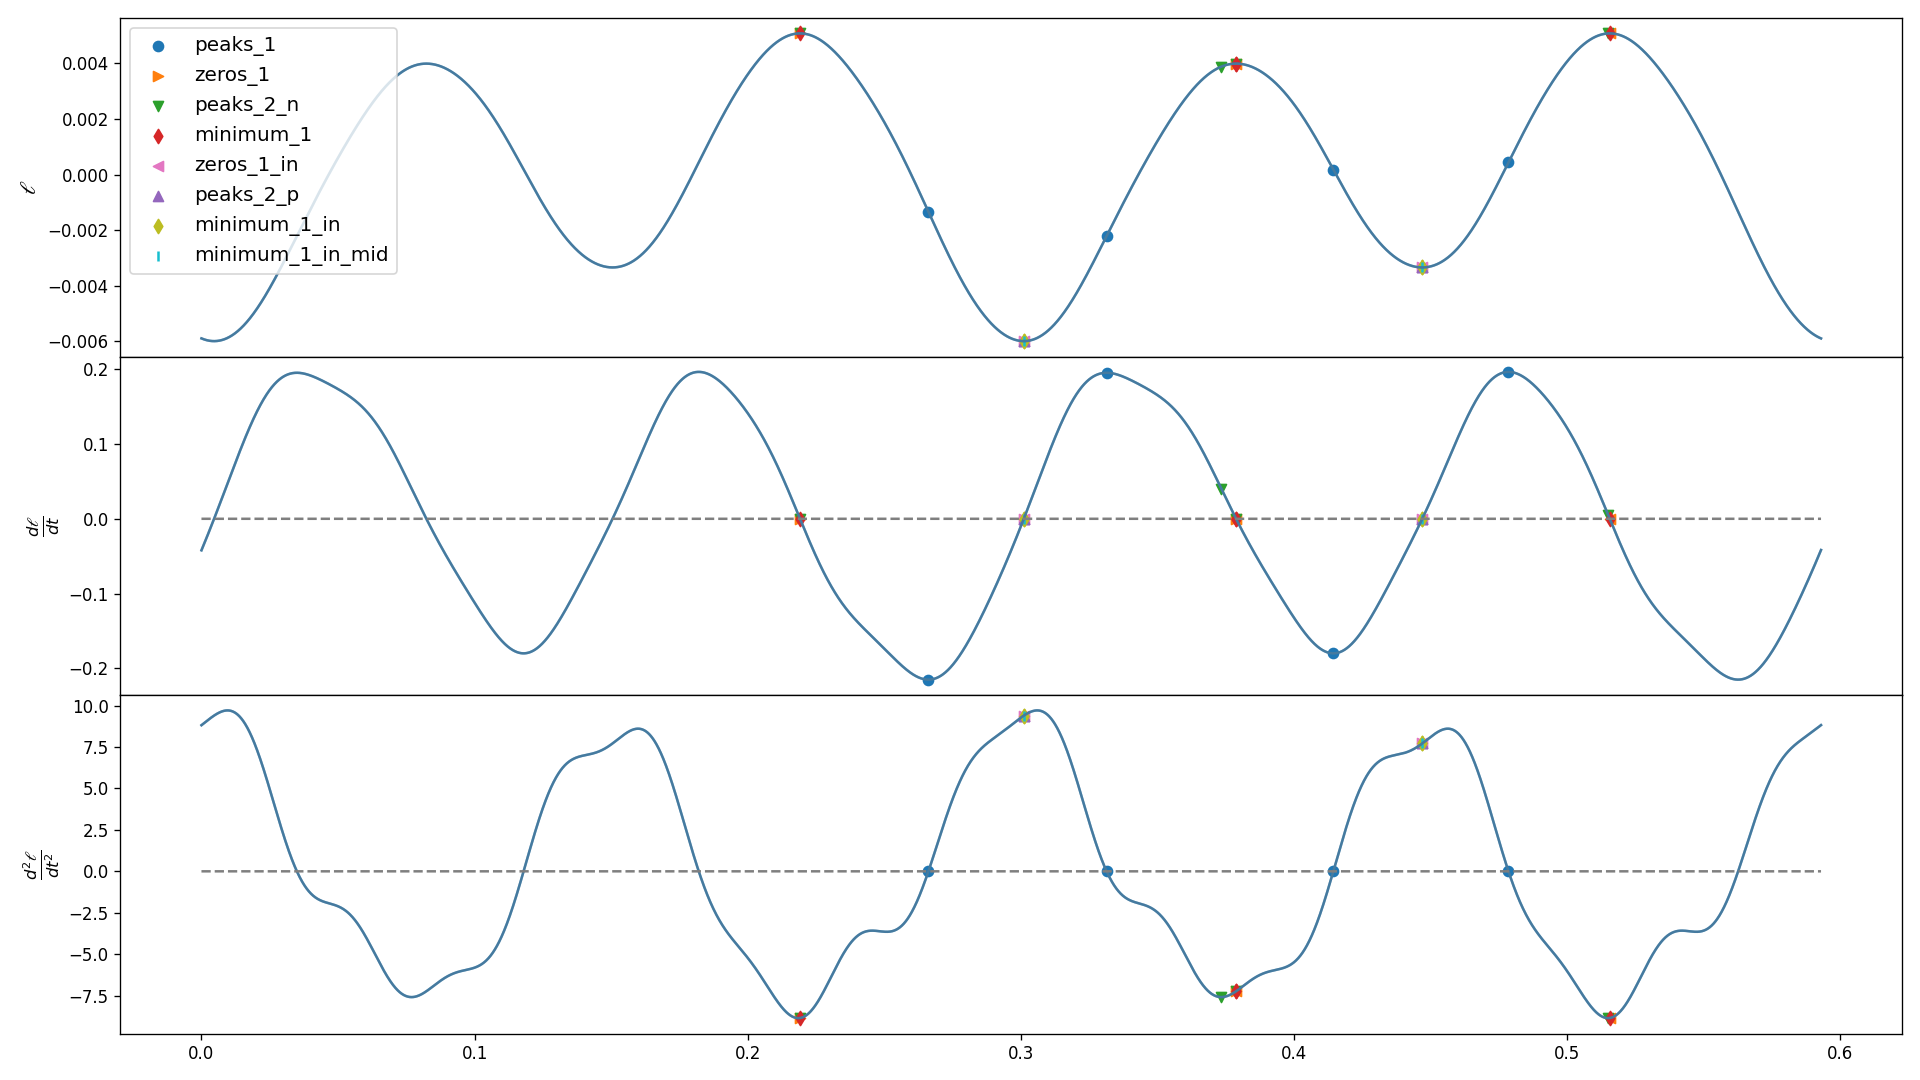 peaks_1
zeros_1
peaks_2_n
minimum_1
zeros_1_in
peaks_2_p
minimum_1_in
minimum_1_in_mid
0.004
0.002
0.000
−0.002
−0.004
−0.006
ℓ
0.2
0.1
0.0
−0.1
−0.2
dℓ/dt
10.0
7.5
5.0
2.5
0.0
−2.5
−5.0
−7.5
d²ℓ/dt²
0.0 0.1 0.2 0.3 0.4 0.5 0.6